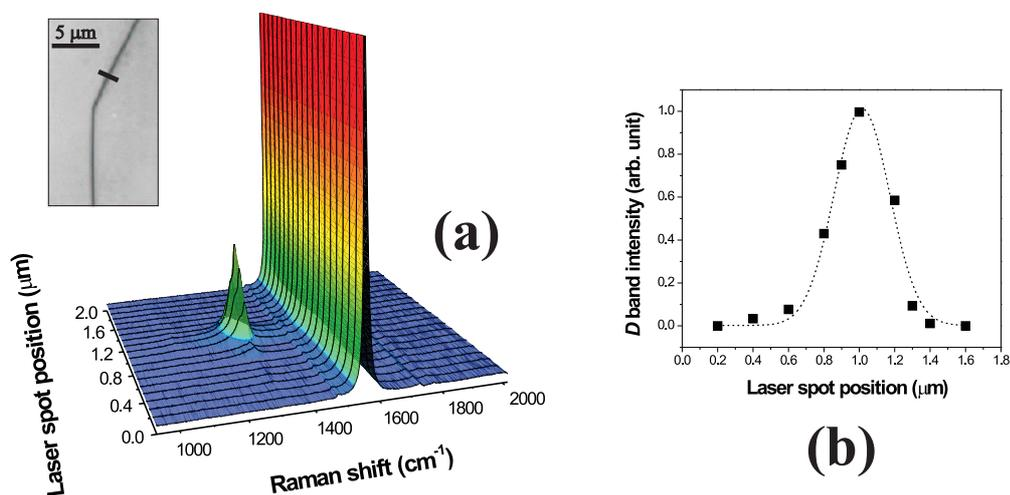 5 μm
(a)
2.0
1.6
1.2
0.8
0.4
0.0
Laser spot position (μm)
1000
1200
1400
1600
1800
2000
Raman shift (cm-1)
1.0
0.8
0.6
0.4
0.2
0.0
D band intensity (arb. unit)
0.0 0.2 0.4 0.6 0.8 1.0 1.2 1.4 1.6 1.8
Laser spot position (μm)
(b)